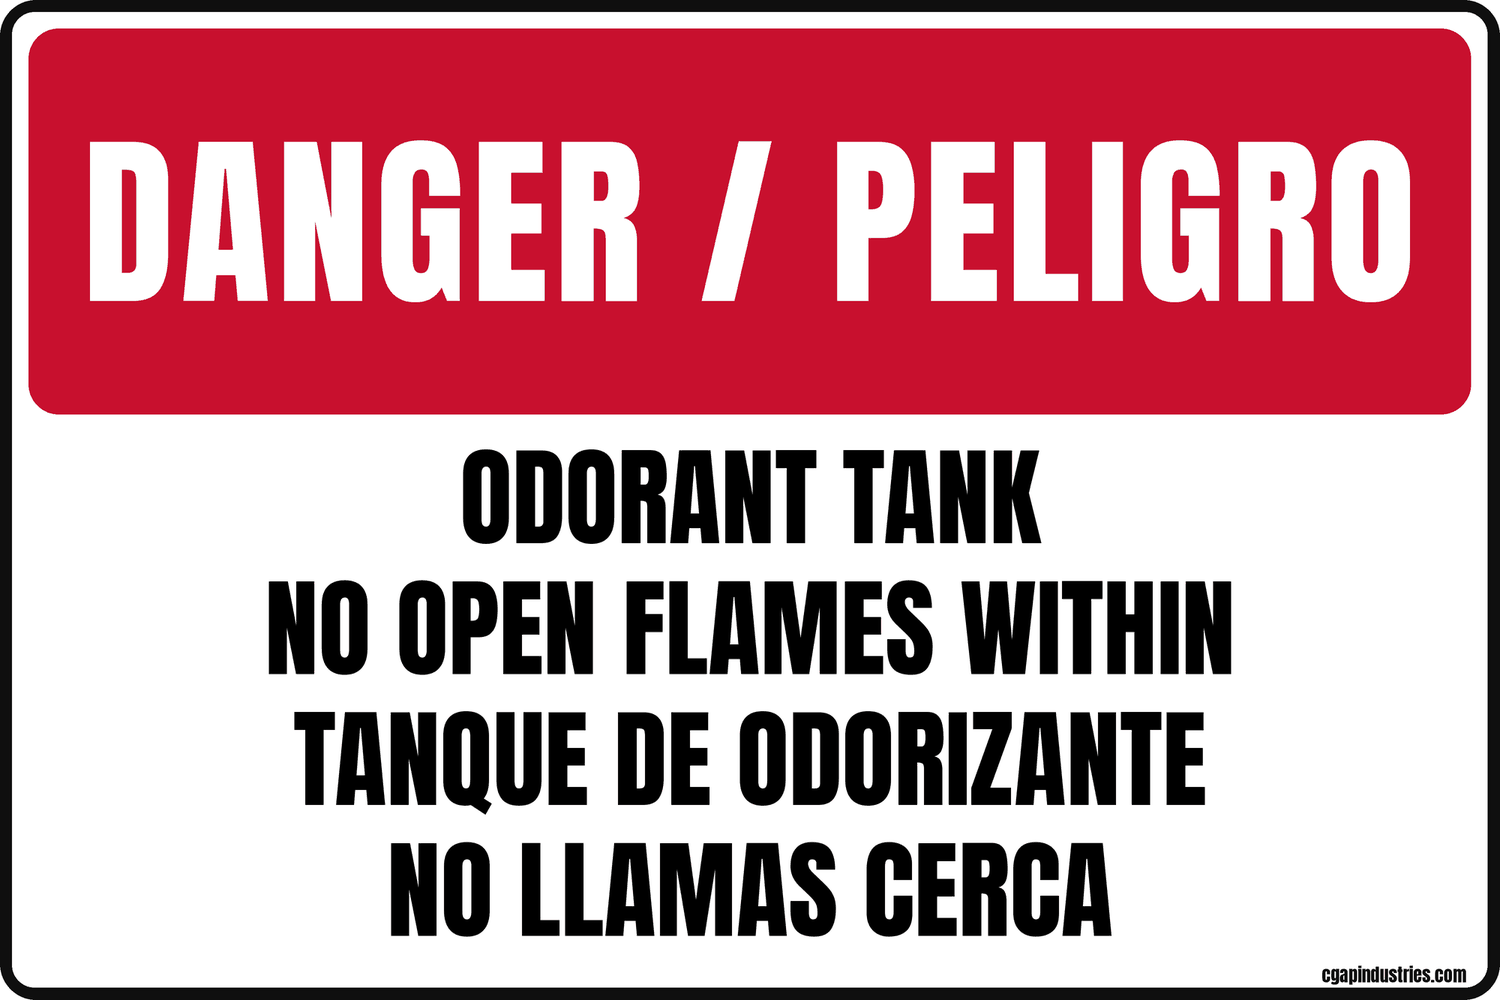 DANGER / PELIGRO
ODORANT TANK
NO OPEN FLAMES WITHIN
TANQUE DE ODORIZANTE
NO LLAMAS CERCA
cgapindustries.com